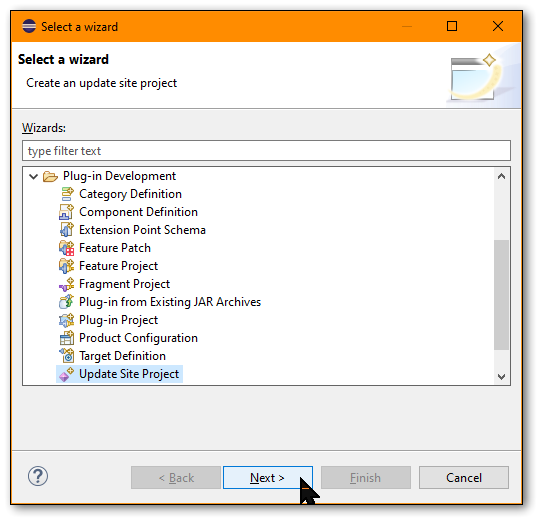 Select a wizard
Select a wizard
Create an update site project
Wizards:
type filter text
Plug-in Development
Category Definition
Component Definition
Extension Point Schema
Feature Patch
Feature Project
Fragment Project
Plug-in from Existing JAR Archives
Plug-in Project
Product Configuration
Target Definition
Update Site Project
? < Back Next > Finish Cancel